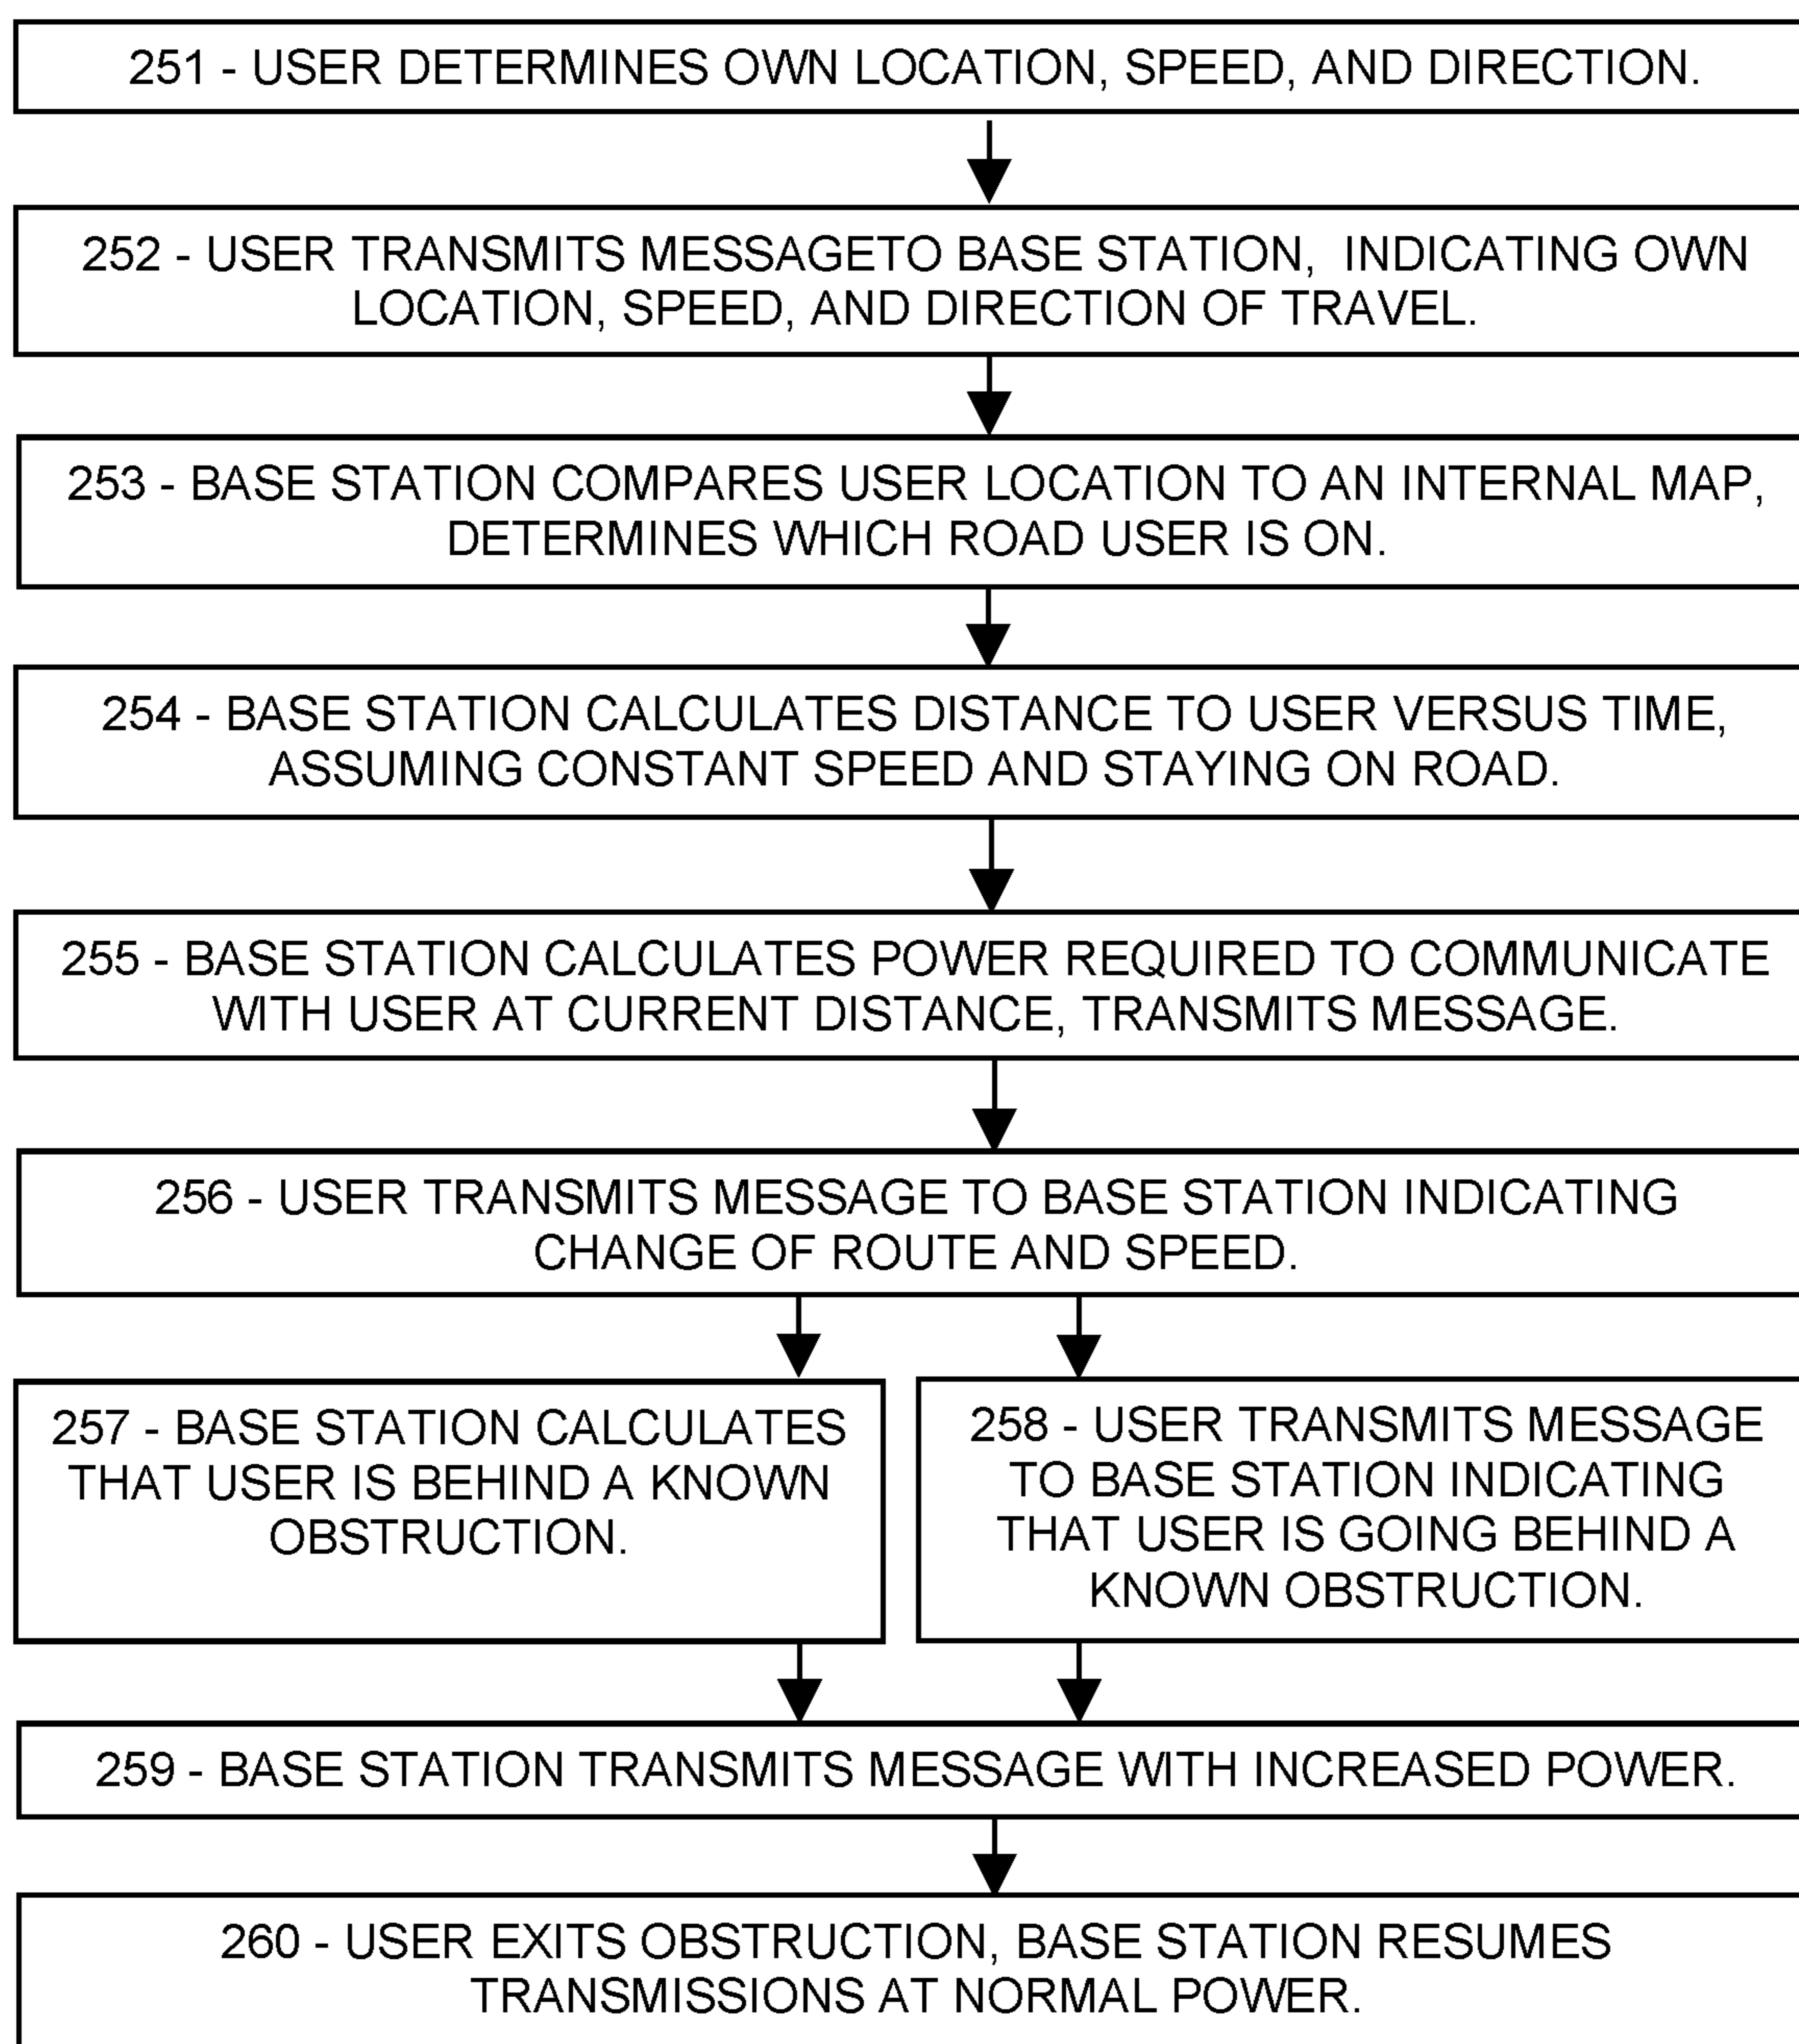 251 - USER DETERMINES OWN LOCATION, SPEED, AND DIRECTION.
252 - USER TRANSMITS MESSAGETO BASE STATION, INDICATING OWN
LOCATION, SPEED, AND DIRECTION OF TRAVEL.
253 - BASE STATION COMPARES USER LOCATION TO AN INTERNAL MAP,
DETERMINES WHICH ROAD USER IS ON.
254 - BASE STATION CALCULATES DISTANCE TO USER VERSUS TIME,
ASSUMING CONSTANT SPEED AND STAYING ON ROAD.
255 - BASE STATION CALCULATES POWER REQUIRED TO COMMUNICATE
WITH USER AT CURRENT DISTANCE, TRANSMITS MESSAGE.
256 - USER TRANSMITS MESSAGE TO BASE STATION INDICATING
CHANGE OF ROUTE AND SPEED.
257 - BASE STATION CALCULATES
THAT USER IS BEHIND A KNOWN
OBSTRUCTION.
258 - USER TRANSMITS MESSAGE
TO BASE STATION INDICATING
THAT USER IS GOING BEHIND A
KNOWN OBSTRUCTION.
259 - BASE STATION TRANSMITS MESSAGE WITH INCREASED POWER.
260 - USER EXITS OBSTRUCTION, BASE STATION RESUMES
TRANSMISSIONS AT NORMAL POWER.